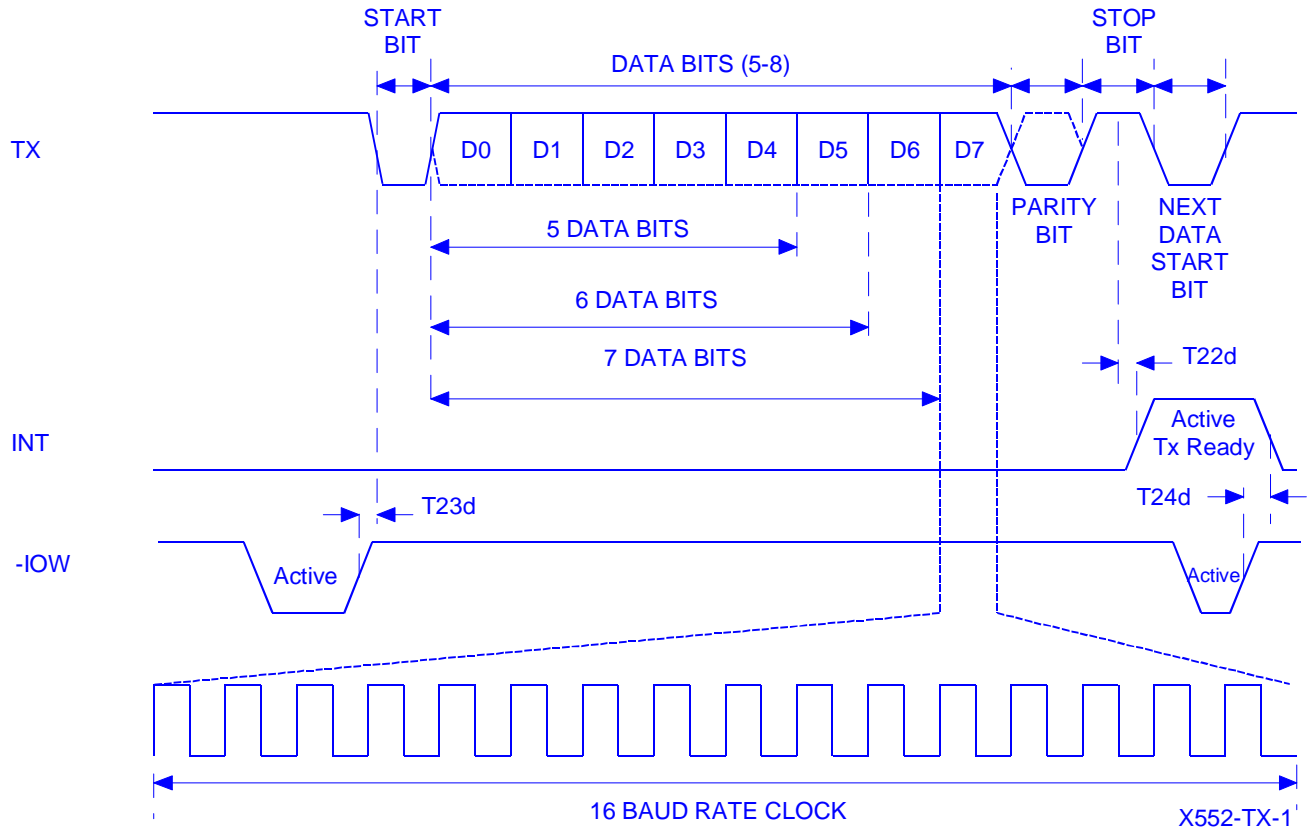 START
BIT
STOP
BIT
DATA BITS (5-8)
TX
D0 D1 D2 D3 D4 D5 D6 D7
PARITY
BIT
NEXT
DATA
START
BIT
5 DATA BITS
6 DATA BITS
7 DATA BITS
T22d
INT
Active
Tx Ready
T23d
T24d
-IOW
Active
Active
16 BAUD RATE CLOCK
X552-TX-1